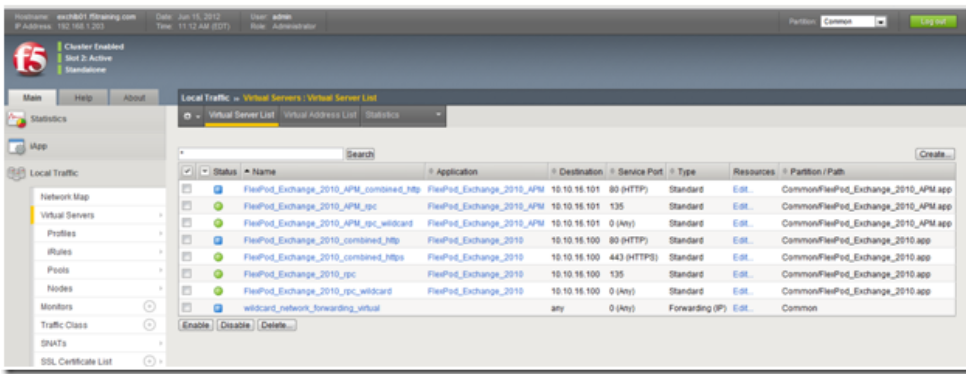 Hostname: exchlb01.f5training.com Date: Jun 15, 2012 User: admin
IP Address: 192.168.1.203 Time: 11:12 AM (EDT) Role: Administrator
Partition: Common Log out
f5
Cluster Enabled
Slot 2: Active
Standalone
Main Help About
Local Traffic » Virtual Servers : Virtual Server List
Virtual Server List Virtual Address List Statistics
Statistics
iApp
Local Traffic
Network Map
Virtual Servers
Profiles
iRules
Pools
Nodes
Monitors
Traffic Class
SNATs
SSL Certificate List
* Search Create...
Status Name Application Destination Service Port Type Resources Partition / Path
FlexPod_Exchange_2010_APM_combined_http FlexPod_Exchange_2010_APM 10.10.16.101 80 (HTTP) Standard Edit... Common/FlexPod_Exchange_2010_APM.app
FlexPod_Exchange_2010_APM_rpc FlexPod_Exchange_2010_APM 10.10.16.101 135 Standard Edit... Common/FlexPod_Exchange_2010_APM.app
FlexPod_Exchange_2010_APM_rpc_wildcard FlexPod_Exchange_2010_APM 10.10.16.101 0 (Any) Standard Edit... Common/FlexPod_Exchange_2010_APM.app
FlexPod_Exchange_2010_combined_http FlexPod_Exchange_2010 10.10.16.100 80 (HTTP) Standard Edit... Common/FlexPod_Exchange_2010.app
FlexPod_Exchange_2010_combined_https FlexPod_Exchange_2010 10.10.16.100 443 (HTTPS) Standard Edit... Common/FlexPod_Exchange_2010.app
FlexPod_Exchange_2010_rpc FlexPod_Exchange_2010 10.10.16.100 135 Standard Edit... Common/FlexPod_Exchange_2010.app
FlexPod_Exchange_2010_rpc_wildcard FlexPod_Exchange_2010 10.10.16.100 0 (Any) Standard Edit... Common/FlexPod_Exchange_2010.app
wildcard_network_forwarding_virtual any 0 (Any) Forwarding (IP) Edit... Common
Enable Disable Delete...